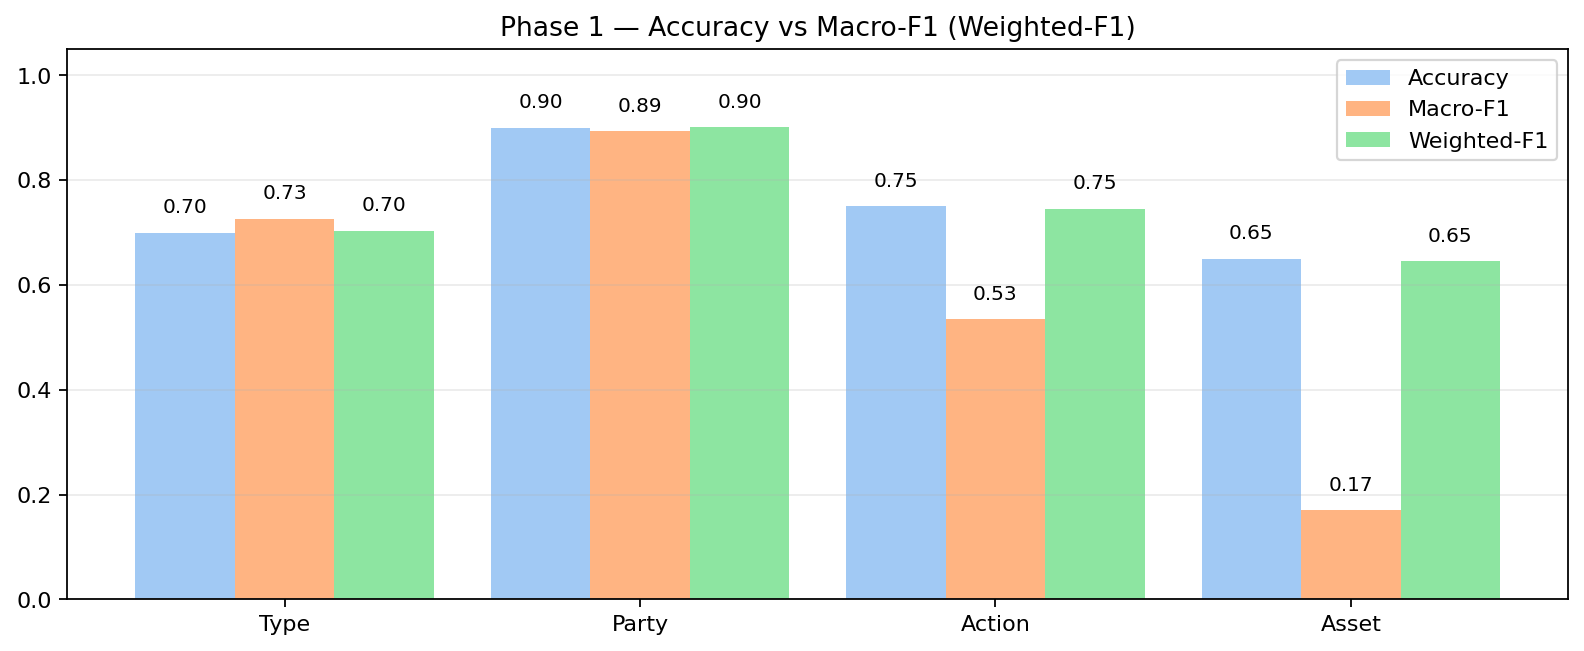 Phase 1 — Accuracy vs Macro-F1 (Weighted-F1)
Accuracy
Macro-F1
Weighted-F1
1.0
0.8
0.6
0.4
0.2
0.0
0.70
0.73
0.70
0.90
0.89
0.90
0.75
0.53
0.75
0.65
0.17
0.65
Type
Party
Action
Asset